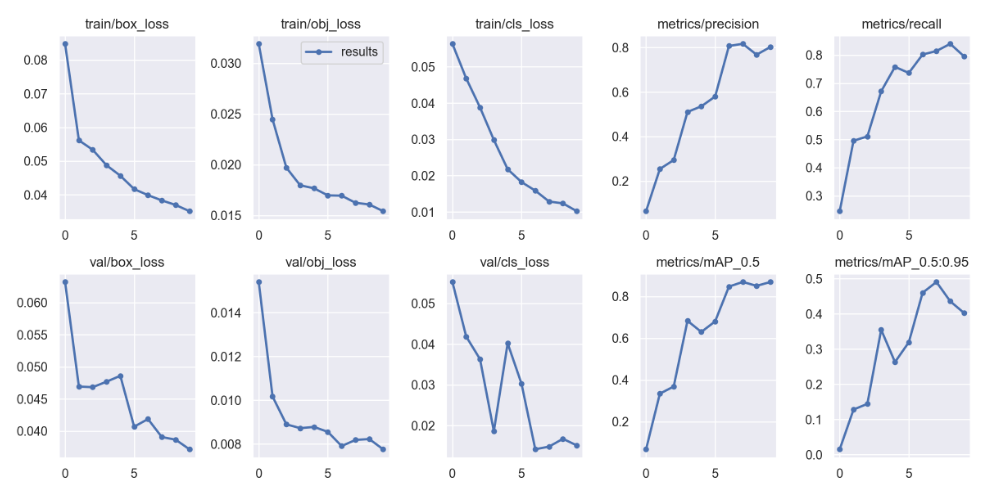 train/box_loss train/obj_loss train/cls_loss metrics/precision metrics/recall
0.08 0.07 0.06 0.05 0.04
0 5
0.030 0.025 0.020 0.015
results
0 5
0.05 0.04 0.03 0.02 0.01
0 5
0.8 0.6 0.4 0.2
0 5
0.8 0.7 0.6 0.5 0.4 0.3
0 5
val/box_loss val/obj_loss val/cls_loss metrics/mAP_0.5 metrics/mAP_0.5:0.95
0.060 0.055 0.050 0.045 0.040
0 5
0.014 0.012 0.010 0.008
0 5
0.05 0.04 0.03 0.02
0 5
0.8 0.6 0.4 0.2
0 5
0.5 0.4 0.3 0.2 0.1 0.0
0 5